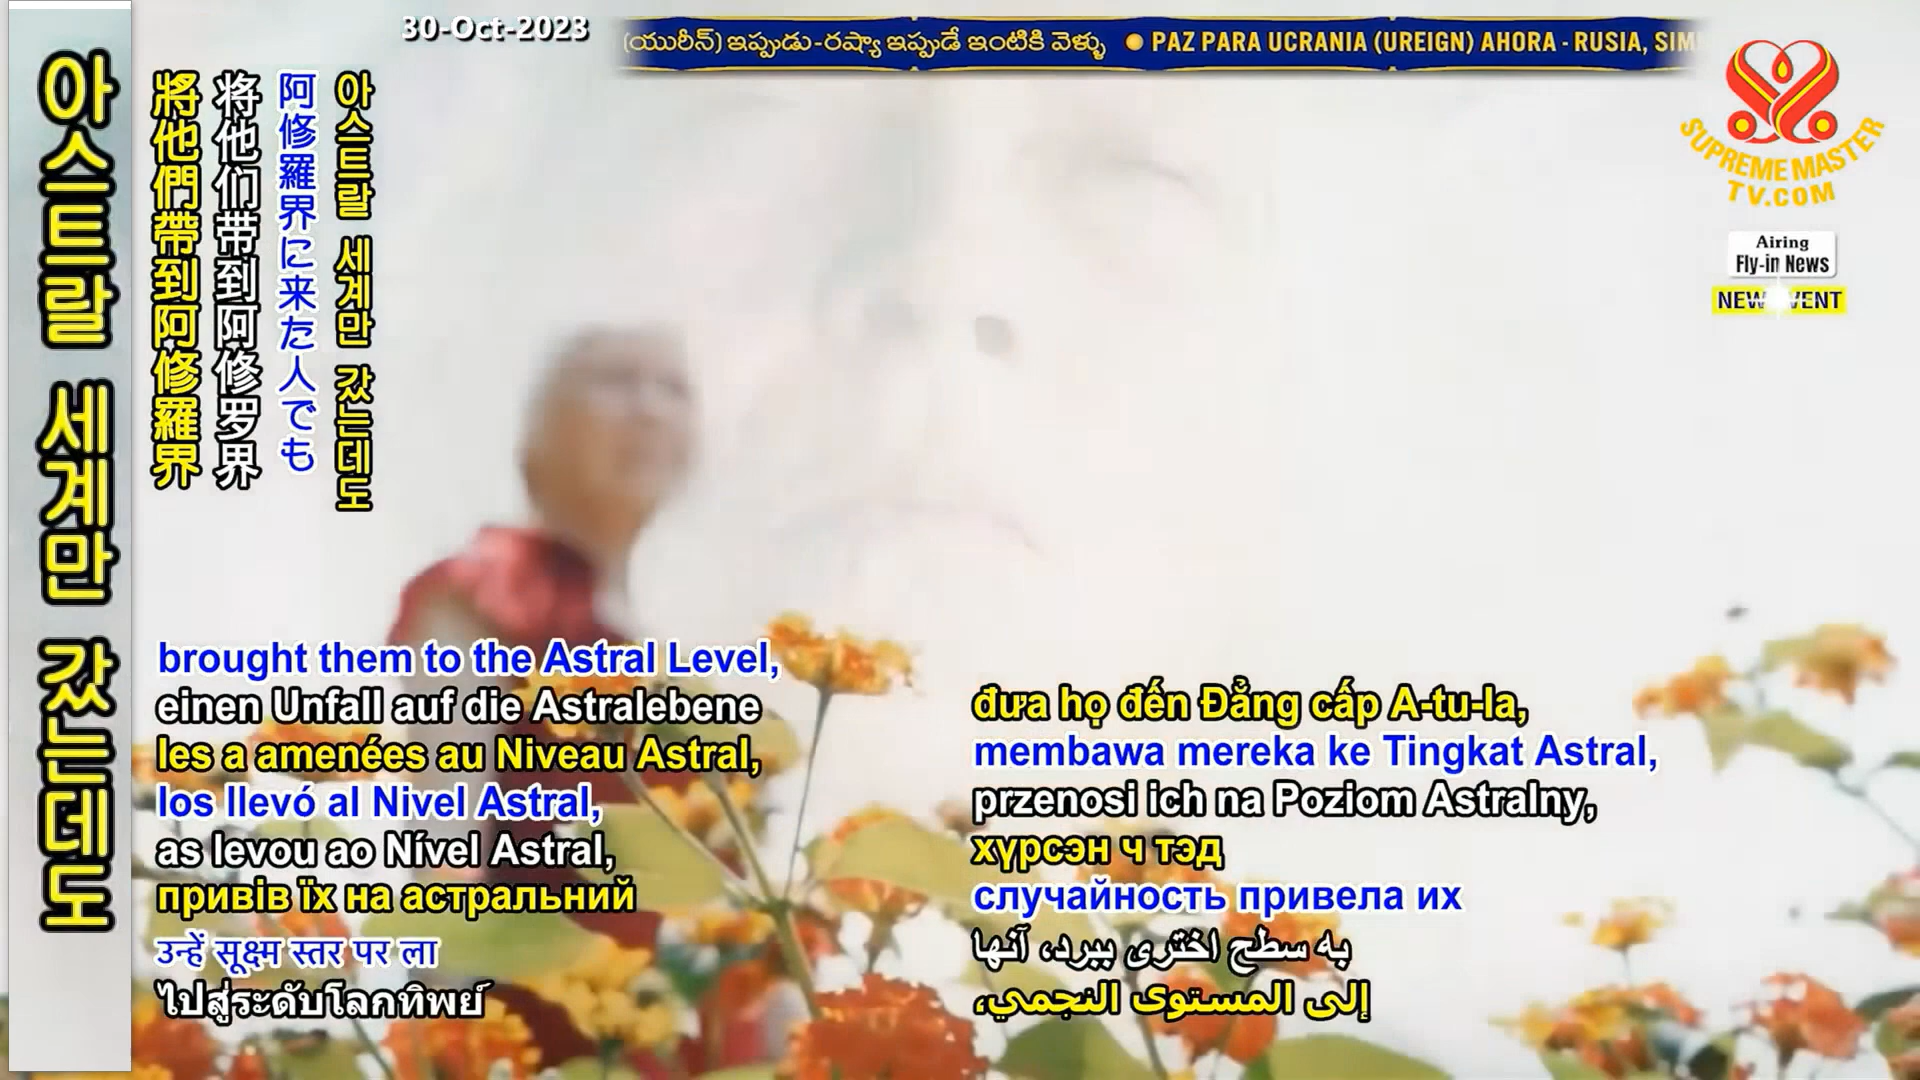 30-Oct-2023
(యురీన్) ఇప్పుడు-రష్యా ఇప్పుడే ఇంటికి వెళ్ళు ● PAZ PARA UCRANIA (UREIGN) AHORA - RUSIA, SIM
SUPREME MASTER
TV.COM
Airing
Fly-in News
NEW EVENT
아스트랄 세계만 갔는데도
將他們帶到阿修羅界
将他们带到阿修罗界
阿修羅界に来た人でも
아스트랄 세계만 갔는데도
brought them to the Astral Level,
einen Unfall auf die Astralebene
les a amenées au Niveau Astral,
los llevó al Nivel Astral,
as levou ao Nível Astral,
привів їх на астральний
उन्हें सूक्ष्म स्तर पर ला
ไปสู่ระดับโลกทิพย์
đưa họ đến Đẳng cấp A-tu-la,
membawa mereka ke Tingkat Astral,
przenosi ich na Poziom Astralny,
хүрсэн ч тэд
случайность привела их
به سطح اختری ببرد، آنها
إلى المستوى النجمي،